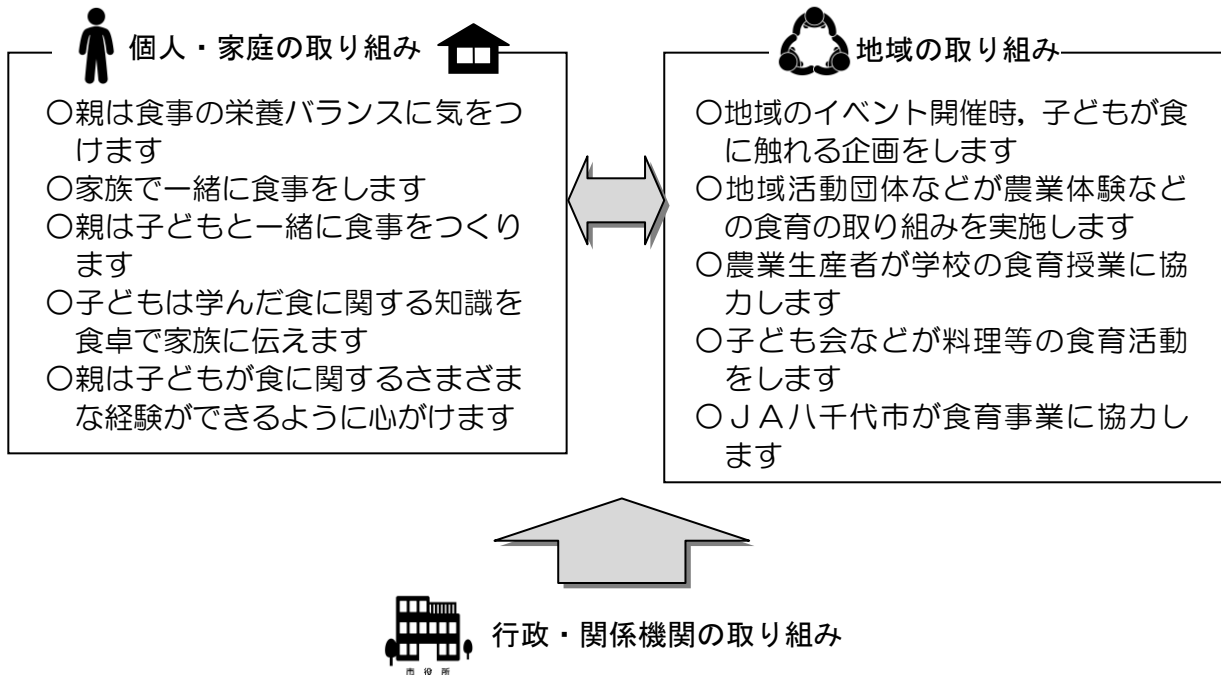 個人・家庭の取り組み
○親は食事の栄養バランスに気をつ
けます
○家族で一緒に食事をします
○親は子どもと一緒に食事をつくり
ます
○子どもは学んだ食に関する知識を
食卓で家族に伝えます
○親は子どもが食に関するさまざま
な経験ができるように心がけます
地域の取り組み
○地域のイベント開催時，子どもが食
に触れる企画をします
○地域活動団体などが農業体験など
の食育の取り組みを実施します
○農業生産者が学校の食育授業に協
力します
○子ども会などが料理等の食育活動
をします
○ＪＡ八千代市が食育事業に協力し
ます
行政・関係機関の取り組み
市役所